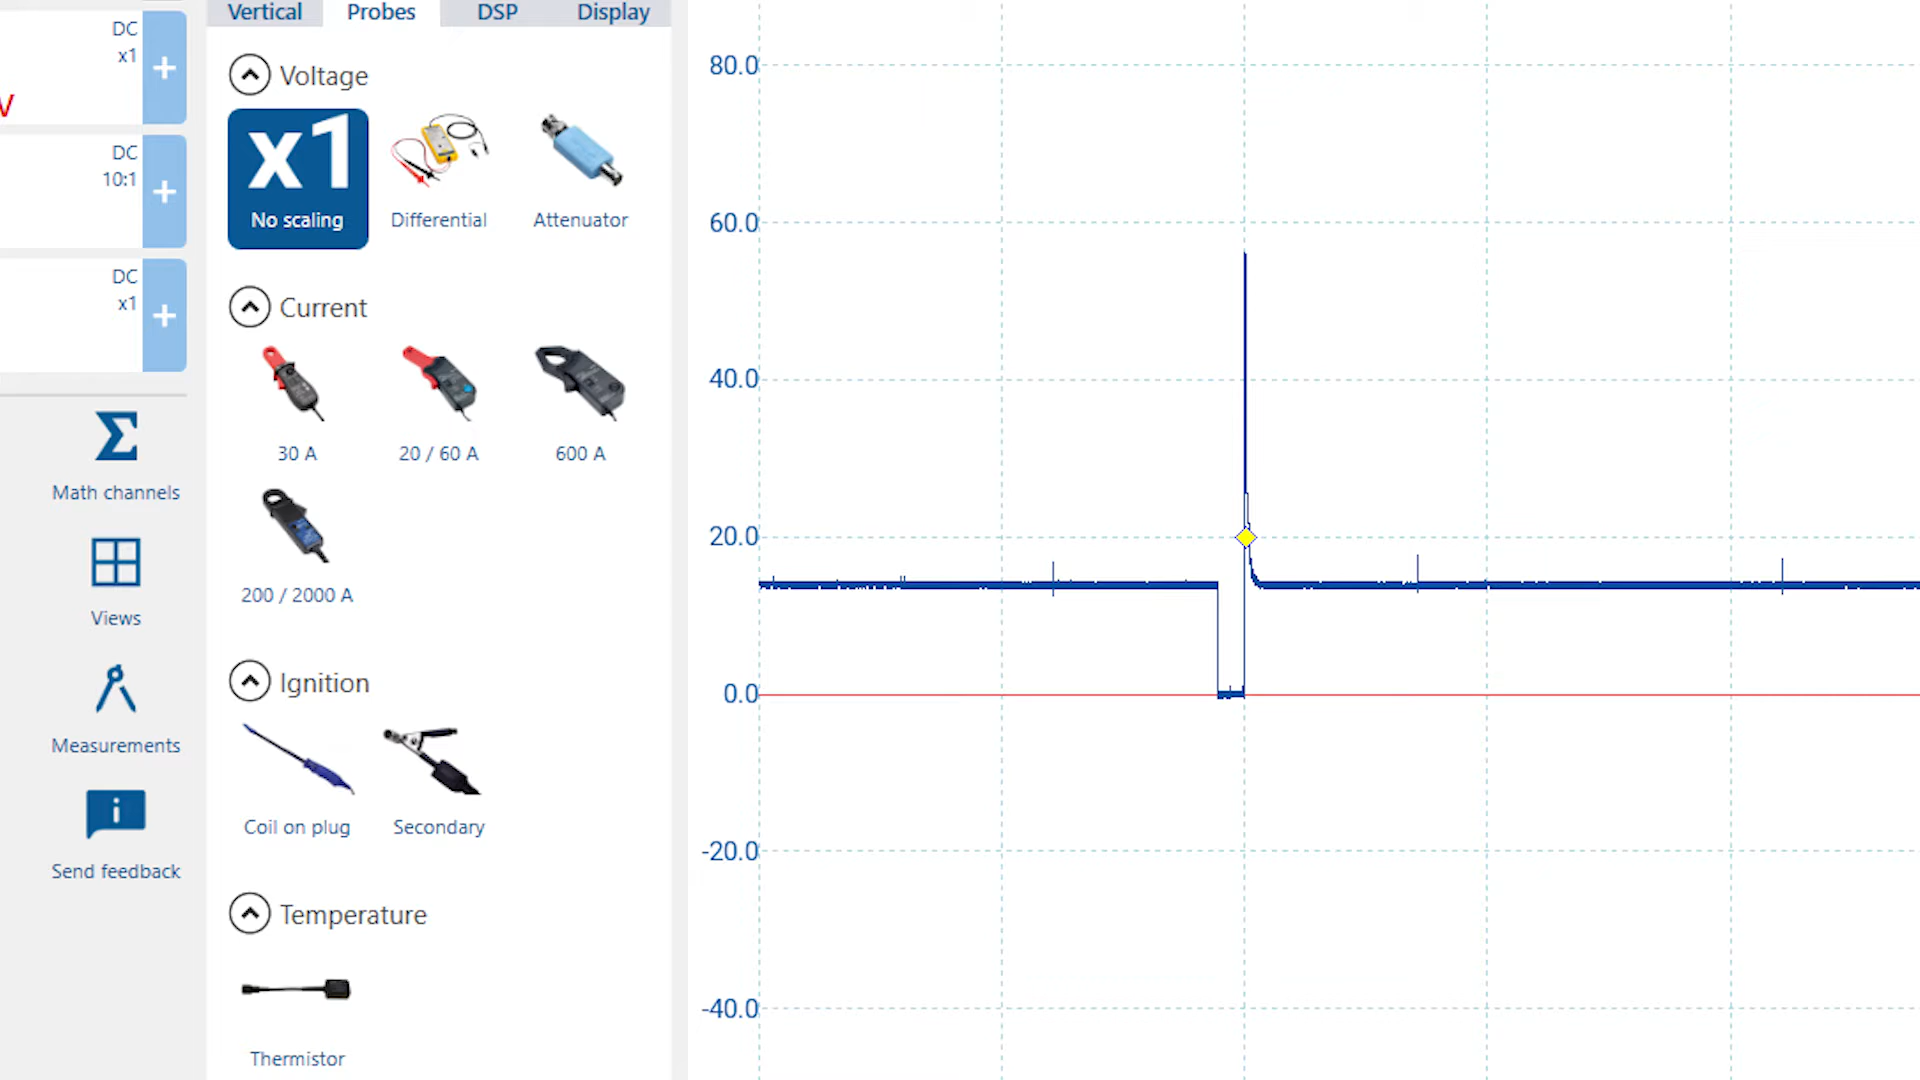 Vertical
Probes
DSP
Display
DC
x1
V
DC
10:1
DC
x1
Math channels
Views
Measurements
Send feedback
Voltage
x1
No scaling
Differential
Attenuator
Current
30 A
20 / 60 A
600 A
200 / 2000 A
Ignition
Coil on plug
Secondary
Temperature
Thermistor
80.0
60.0
40.0
20.0
0.0
-20.0
-40.0